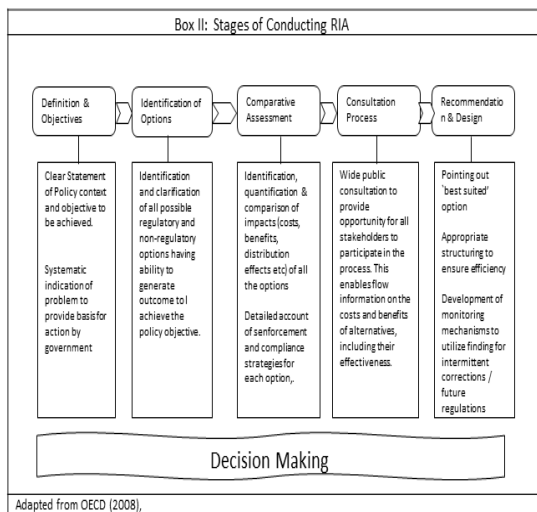 Box II: Stages of Conducting RIA
Definition &
Objectives
Identification of
Options
Comparative
Assessment
Consultation
Process
Recommendatio
n & Design
Clear Statement
of Policy context
and objective to
be achieved.
Systematic
indication of
problem to
provide basis for
action by
government
Identification
and clarification
of all possible
regulatory and
non-regulatory
options having
ability to
generate
outcome to I
achieve the
policy objective.
Identification,
quantification &
comparison of
impacts (costs,
benefits,
distribution
effects etc) of all
the options
Detailed account
of senforcement
and compliance
strategies for
each option,.
Wide public
consultation to
provide
opportunity for all
stakeholders to
participate in the
process. This
enables flow
information on the
costs and benefits
of alternatives,
including their
effectiveness.
Pointing out
`best suited'
option
Appropriate
structuring to
ensure efficiency
Development of
monitoring
mechanisms to
utilize finding for
intermittent
corrections /
future
regulations
Decision Making
Adapted from OECD (2008),